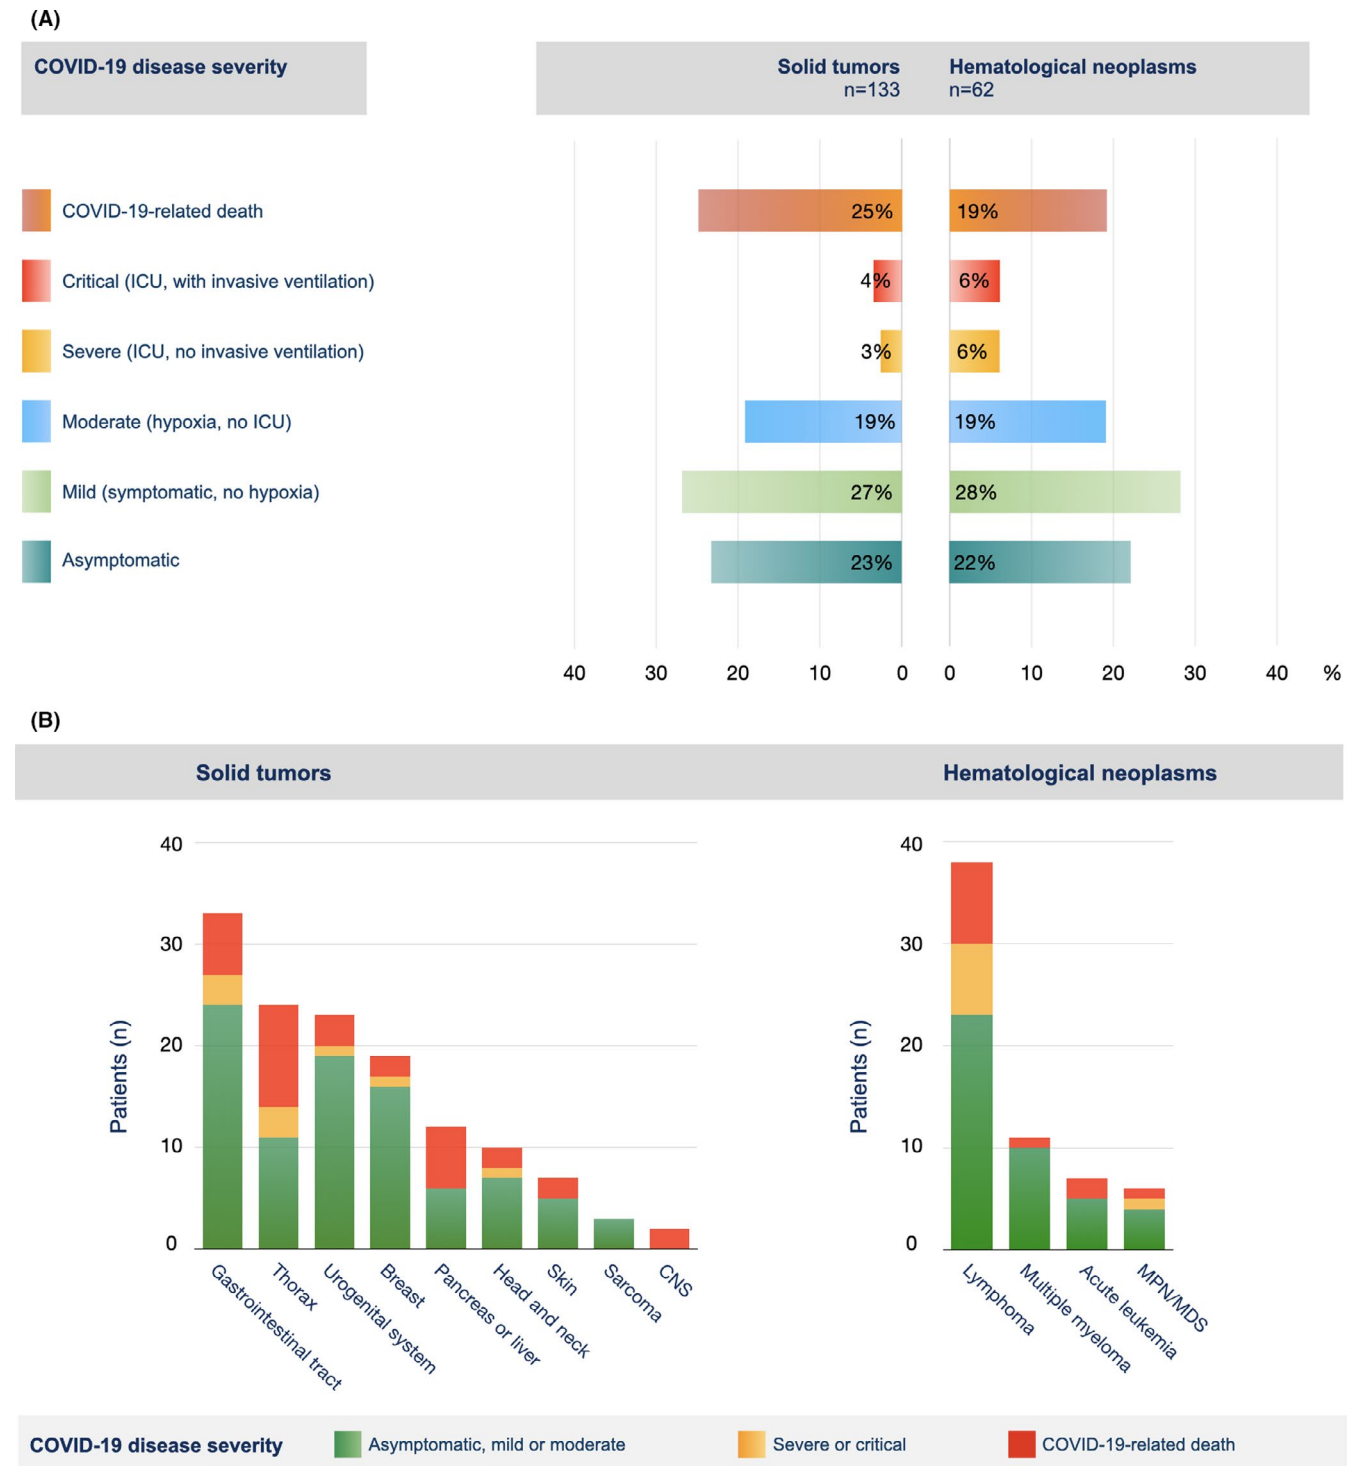 (A)
COVID-19 disease severity
Solid tumors
n=133
Hematological neoplasms
n=62
COVID-19-related death
25%
19%
Critical (ICU, with invasive ventilation)
4%
6%
Severe (ICU, no invasive ventilation)
3%
6%
Moderate (hypoxia, no ICU)
19%
19%
Mild (symptomatic, no hypoxia)
27%
28%
Asymptomatic
23%
22%
40 30 20 10 0 0 10 20 30 40 %
(B)
Solid tumors
Hematological neoplasms
Patients (n)
40
30
20
10
0
Gastrointestinal tract
Thorax
Urogenital system
Breast
Pancreas or liver
Head and neck
Skin
Sarcoma
CNS
Patients (n)
40
30
20
10
0
Lymphoma
Multiple myeloma
Acute leukemia
MPN/MDS
COVID-19 disease severity
Asymptomatic, mild or moderate
Severe or critical
COVID-19-related death